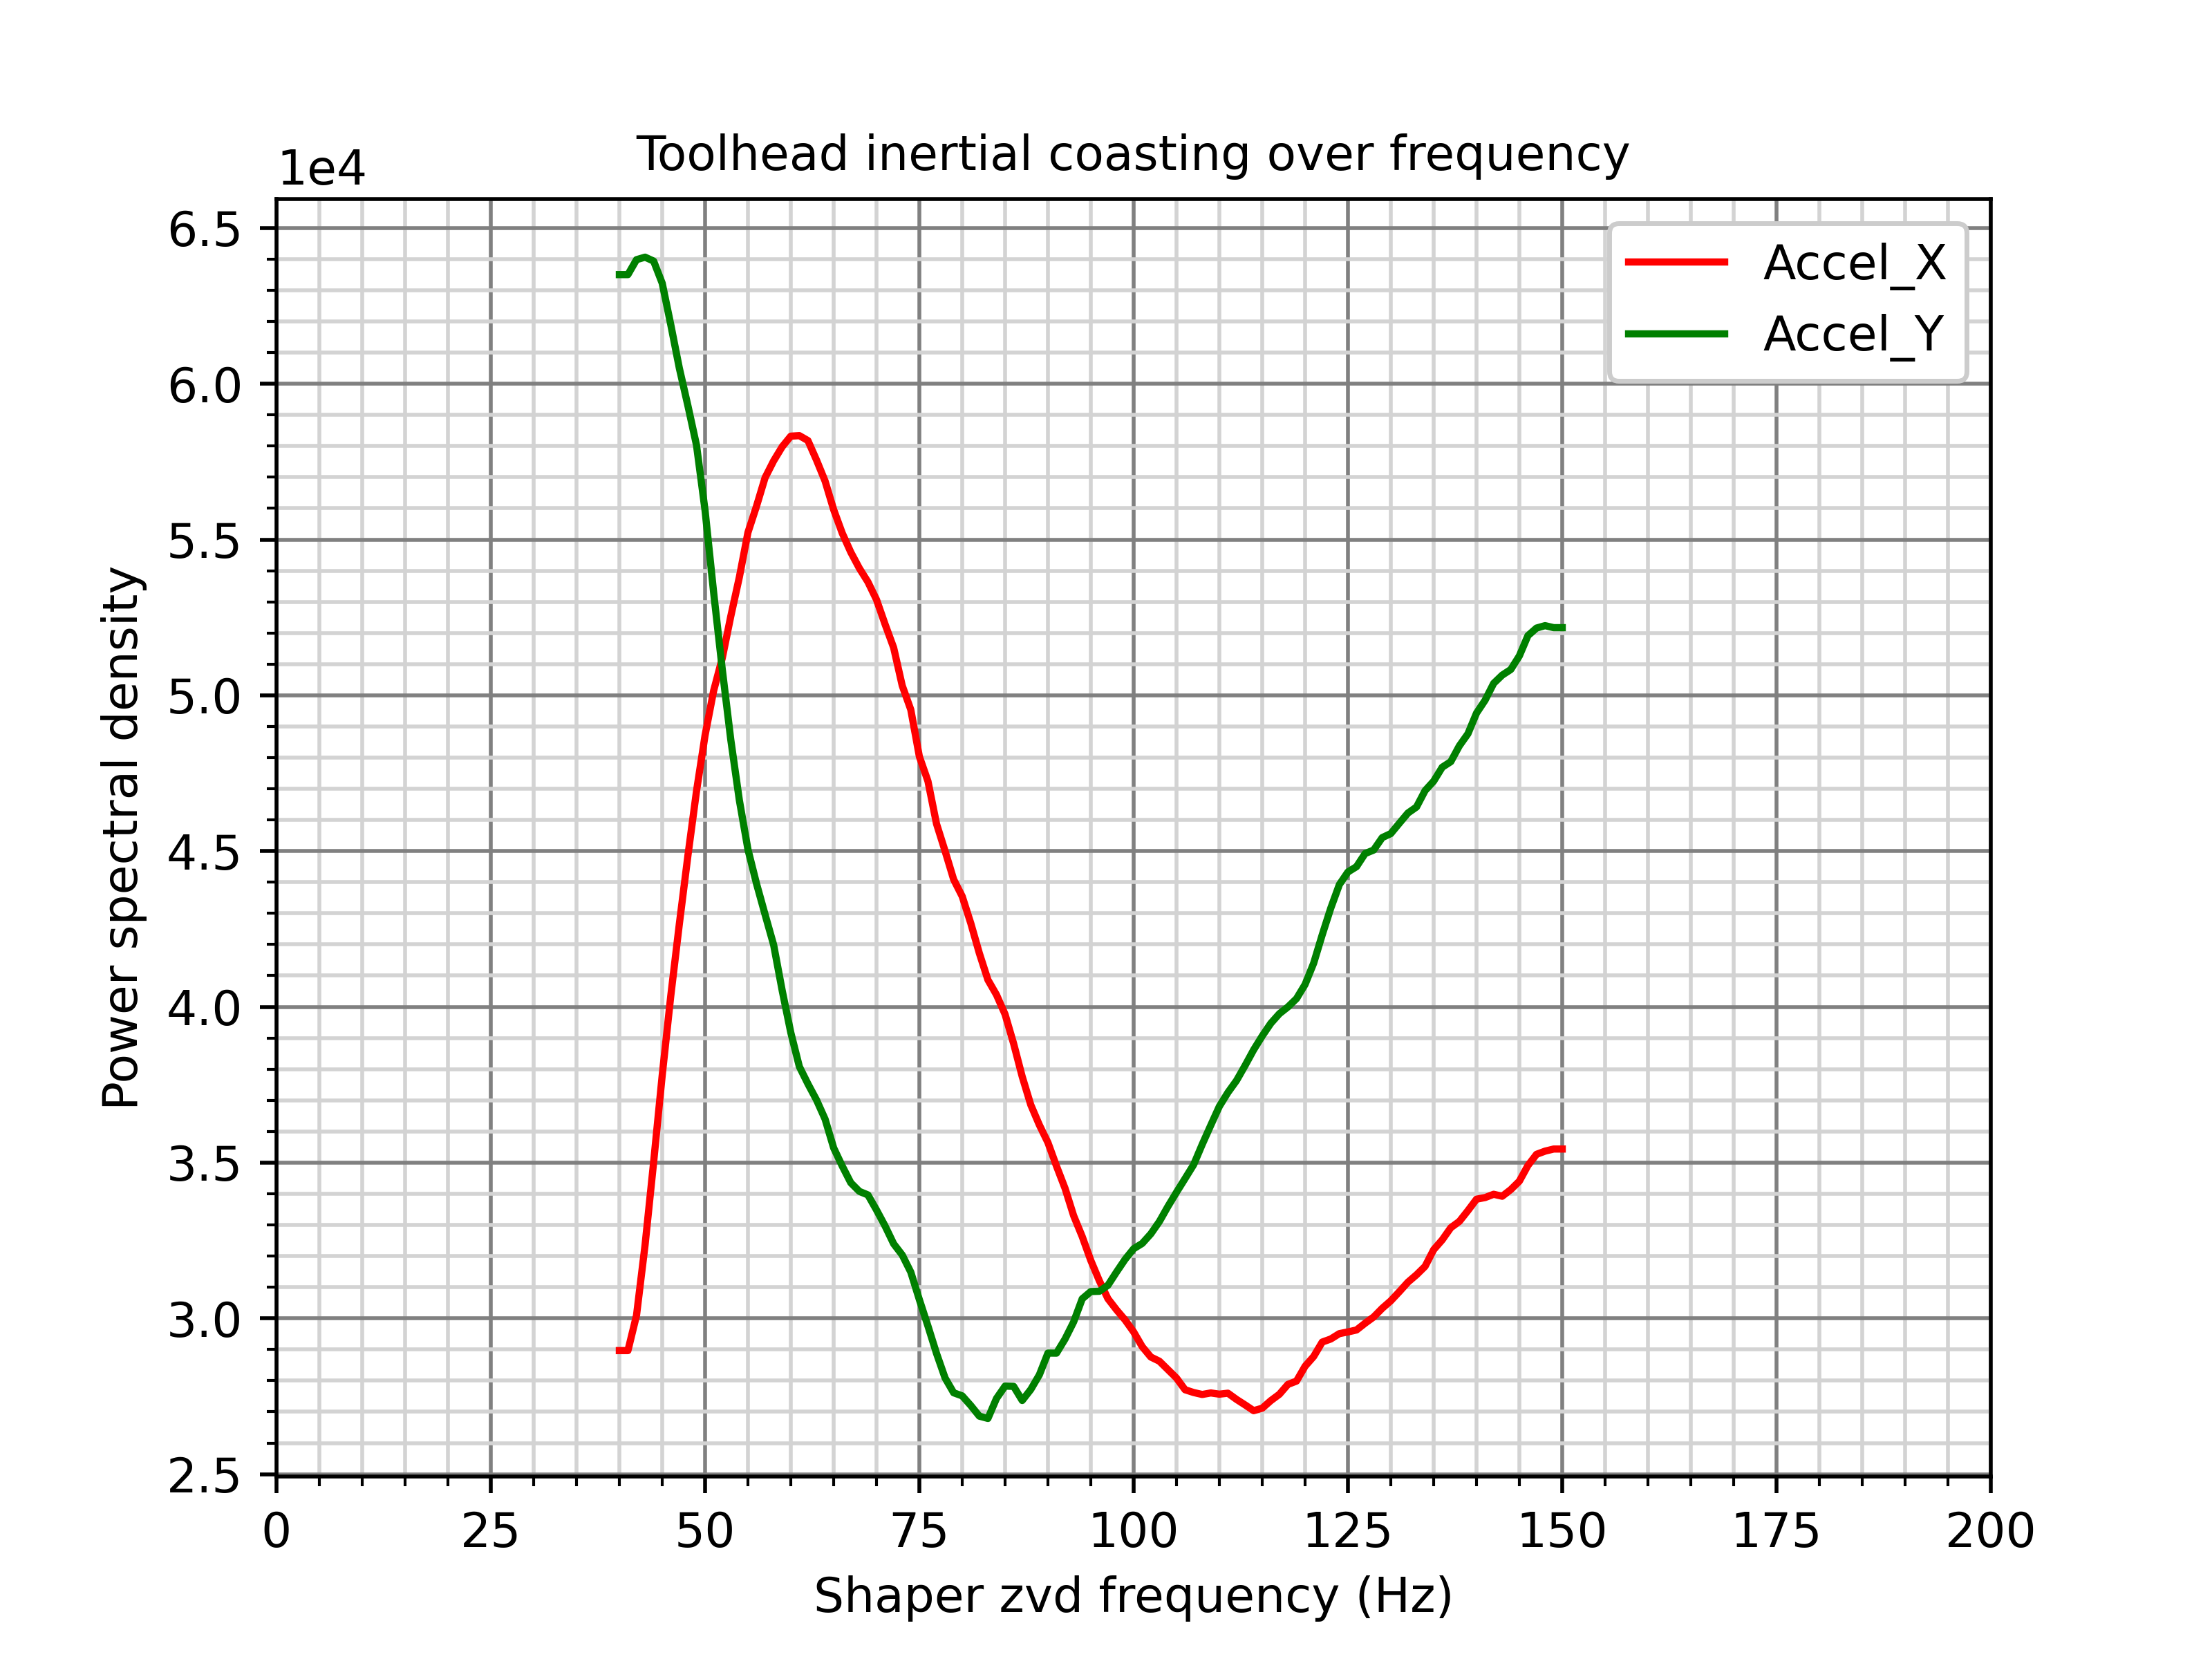 Toolhead inertial coasting over frequency
1e4
Accel_X
Accel_Y
6.5
6.0
5.5
5.0
4.5
4.0
3.5
3.0
2.5
Power spectral density
0 25 50 75 100 125 150 175 200
Shaper zvd frequency (Hz)